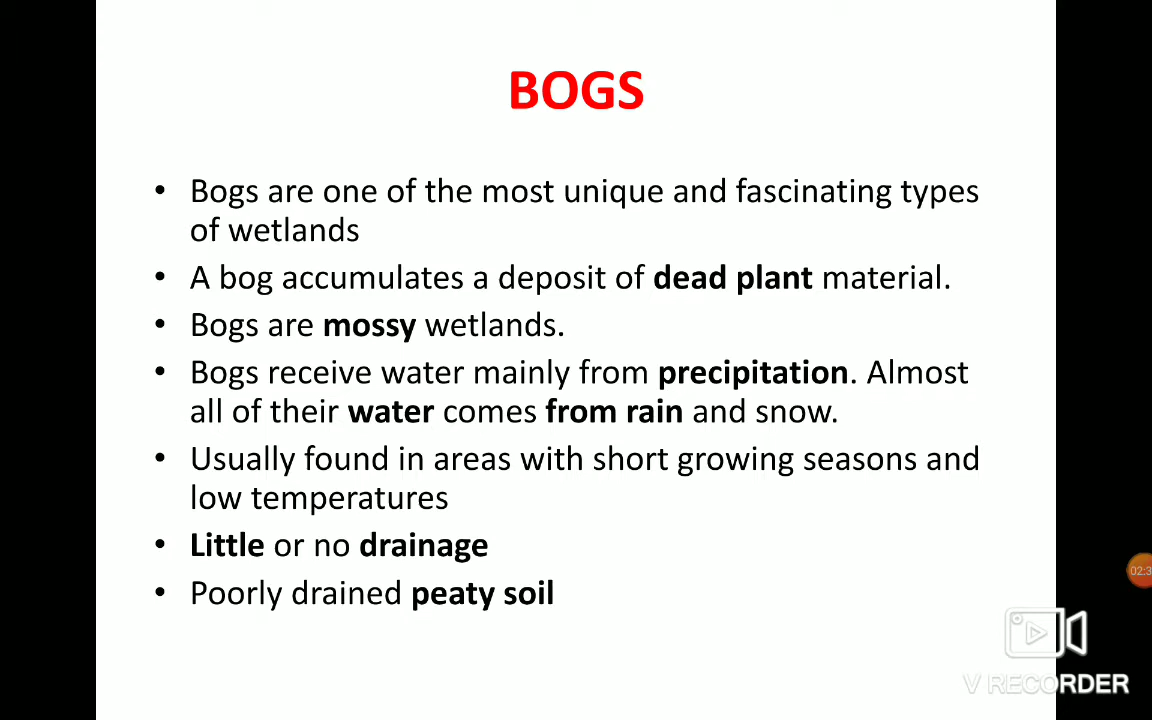 BOGS
• Bogs are one of the most unique and fascinating types
of wetlands
• A bog accumulates a deposit of dead plant material.
• Bogs are mossy wetlands.
• Bogs receive water mainly from precipitation. Almost
all of their water comes from rain and snow.
• Usually found in areas with short growing seasons and
low temperatures
• Little or no drainage
• Poorly drained peaty soil
02:3
V RECORDER